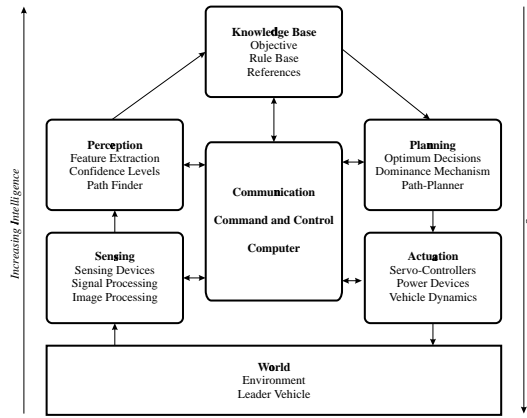 Knowledge Base
Objective
Rule Base
References
Perception
Feature Extraction
Confidence Levels
Path Finder
Planning
Optimum Decisions
Dominance Mechanism
Path-Planner
Communication
Command and Control
Computer
Sensing
Sensing Devices
Signal Processing
Image Processing
Actuation
Servo-Controllers
Power Devices
Vehicle Dynamics
World
Environment
Leader Vehicle
Increasing Intelligence